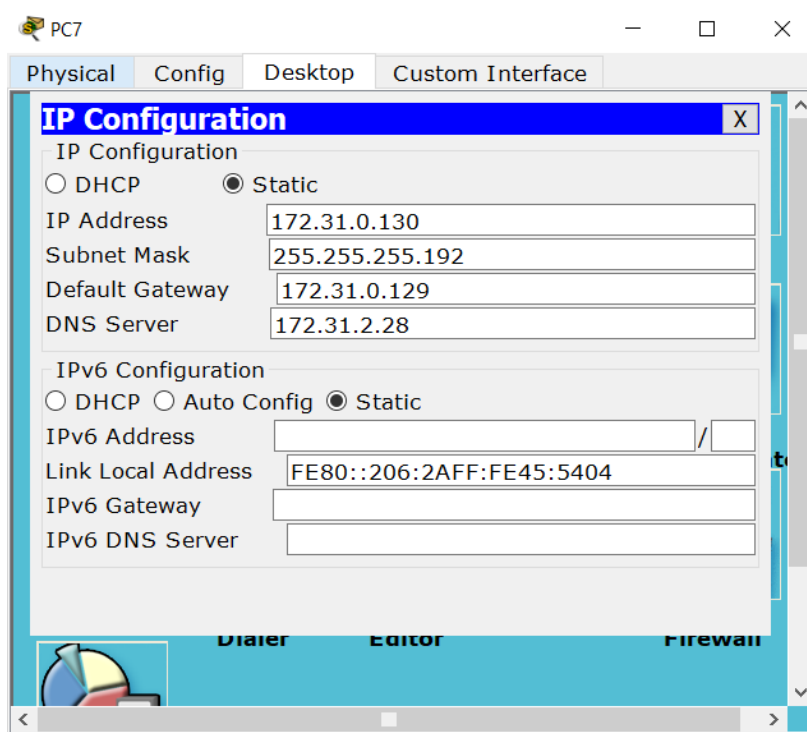 PC7
Physical Config Desktop Custom Interface
IP Configuration X
IP Configuration
DHCP Static
IP Address 172.31.0.130
Subnet Mask 255.255.255.192
Default Gateway 172.31.0.129
DNS Server 172.31.2.28
IPv6 Configuration
DHCP Auto Config Static
IPv6 Address /
Link Local Address FE80::206:2AFF:FE45:5404
IPv6 Gateway
IPv6 DNS Server
Dialer Editor Firewall